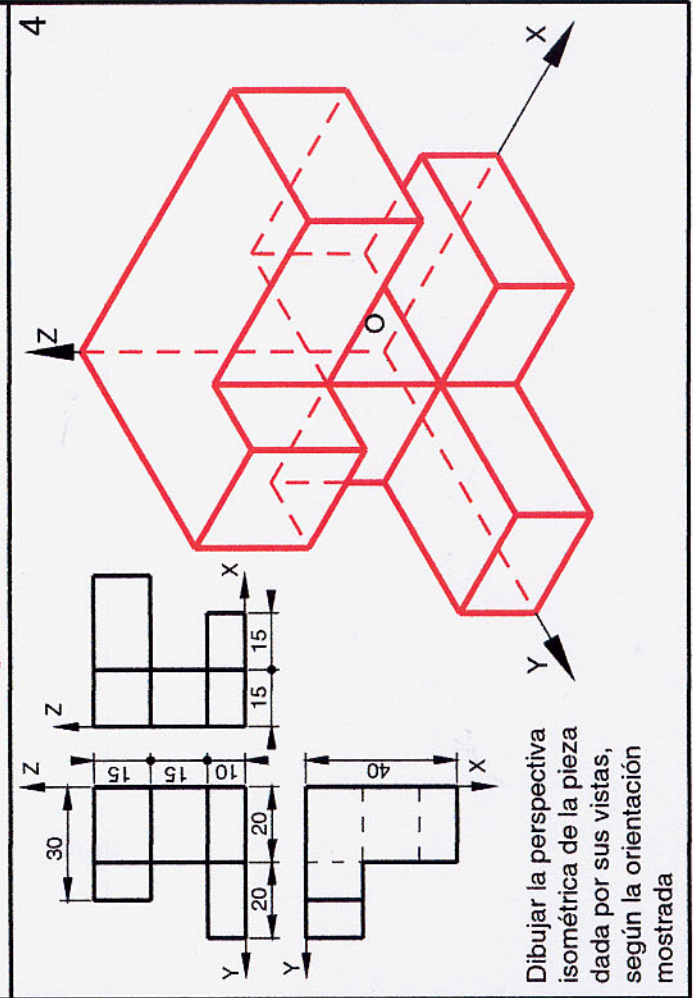 4
Z
X
Y
O
Z
30
15
15
10
20
20
Y
Z
X
15
15
Y
40
X
Dibujar la perspectiva
isométrica de la pieza
dada por sus vistas,
según la orientación
mostrada